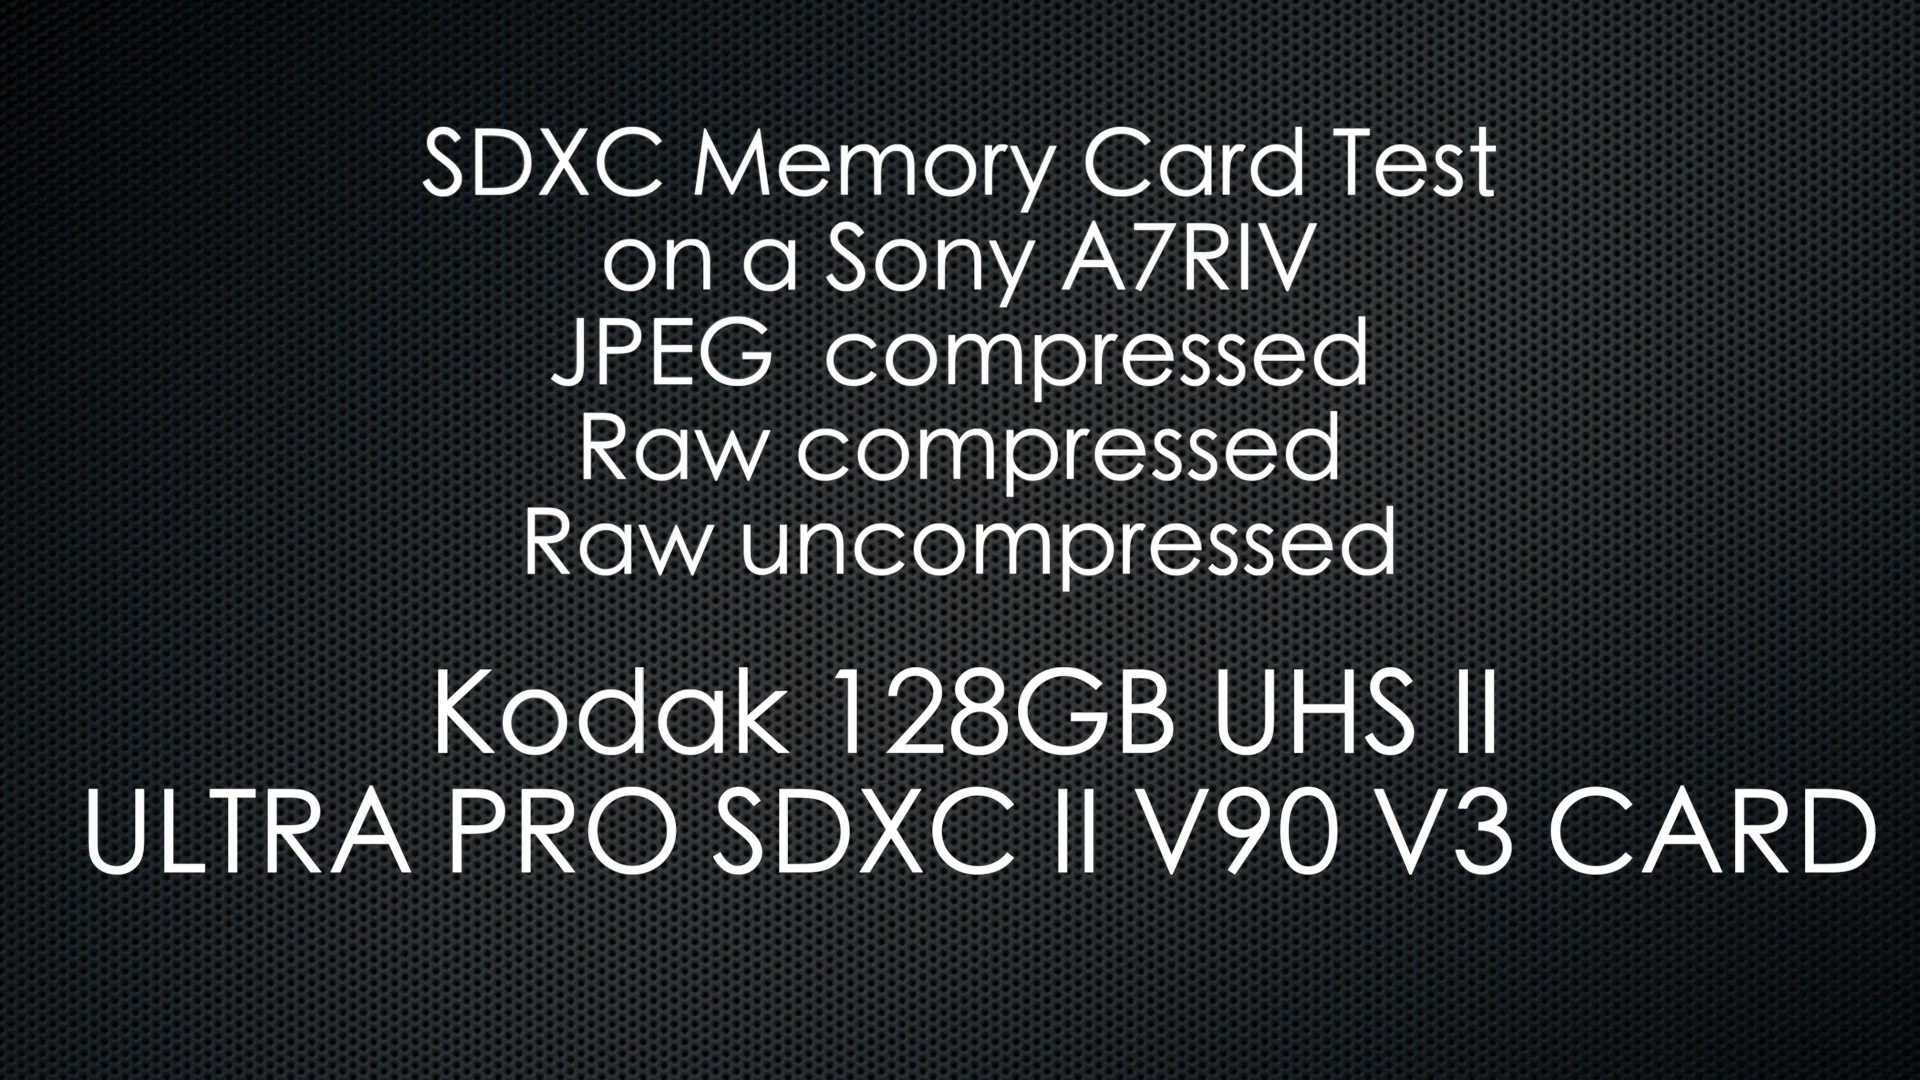 SDXC Memory Card Test
on a Sony A7RIV
JPEG  compressed
Raw compressed
Raw uncompressed
Kodak 128GB UHS II
ULTRA PRO SDXC II V90 V3 CARD